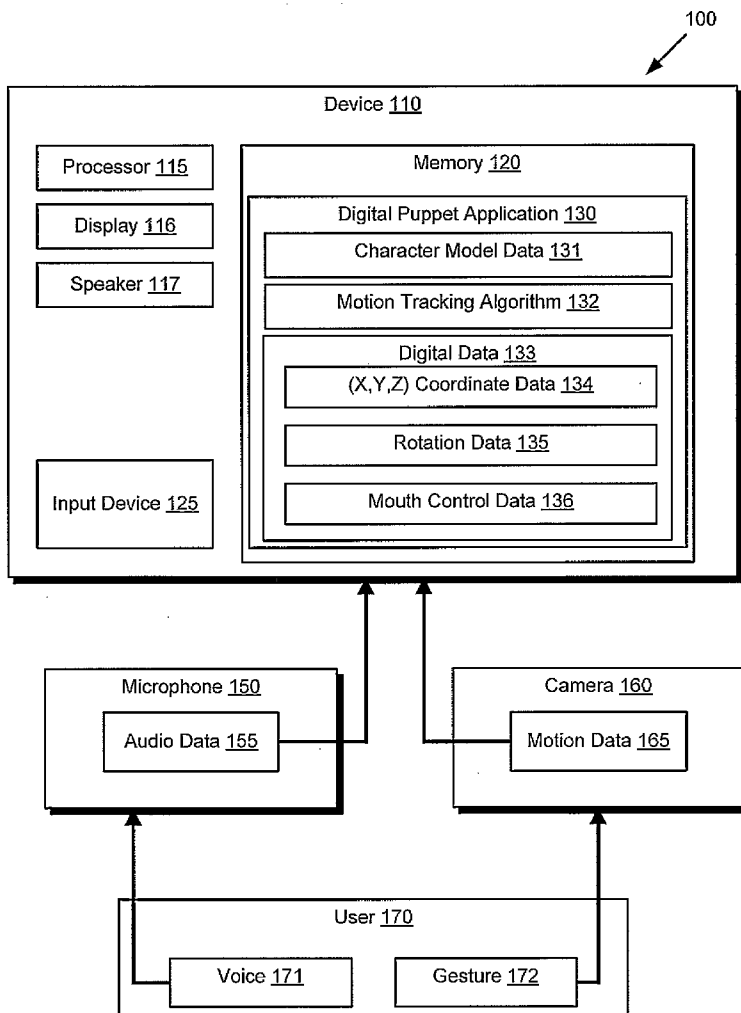 100
Device 110
Processor 115
Display 116
Speaker 117
Input Device 125
Memory 120
Digital Puppet Application 130
Character Model Data 131
Motion Tracking Algorithm 132
Digital Data 133
(X,Y,Z) Coordinate Data 134
Rotation Data 135
Mouth Control Data 136
Microphone 150
Audio Data 155
Camera 160
Motion Data 165
User 170
Voice 171
Gesture 172